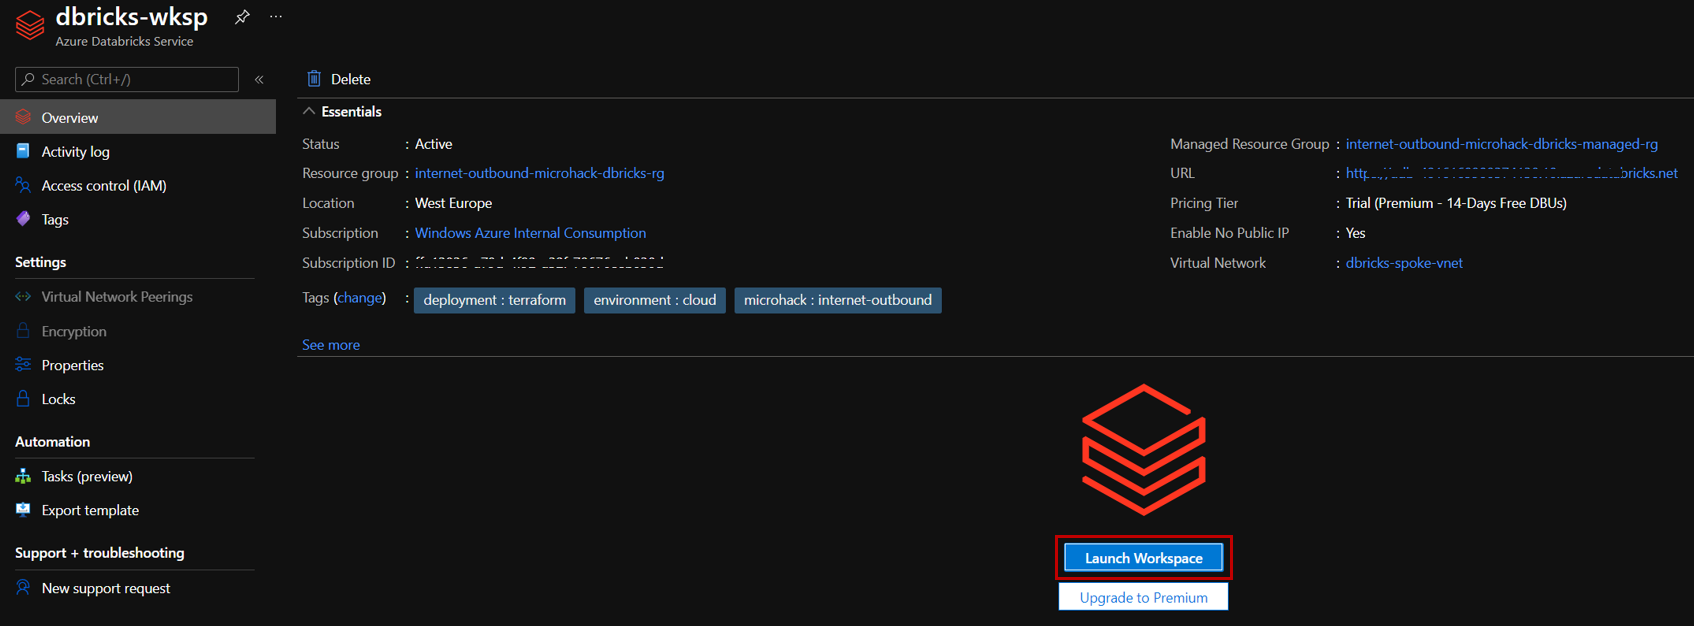 dbricks-wksp
Azure Databricks Service
Search (Ctrl+/)
«
Overview
Activity log
Access control (IAM)
Tags
Settings
Virtual Network Peerings
Encryption
Properties
Locks
Automation
Tasks (preview)
Export template
Support + troubleshooting
New support request
Delete
Essentials
Status : Active
Resource group : internet-outbound-microhack-dbricks-rg
Location : West Europe
Subscription : Windows Azure Internal Consumption
Subscription ID :
Tags (change) : deployment : terraform environment : cloud microhack : internet-outbound
See more
Managed Resource Group : internet-outbound-microhack-dbricks-managed-rg
URL :
Pricing Tier : Trial (Premium - 14-Days Free DBUs)
Enable No Public IP : Yes
Virtual Network : dbricks-spoke-vnet
Launch Workspace
Upgrade to Premium